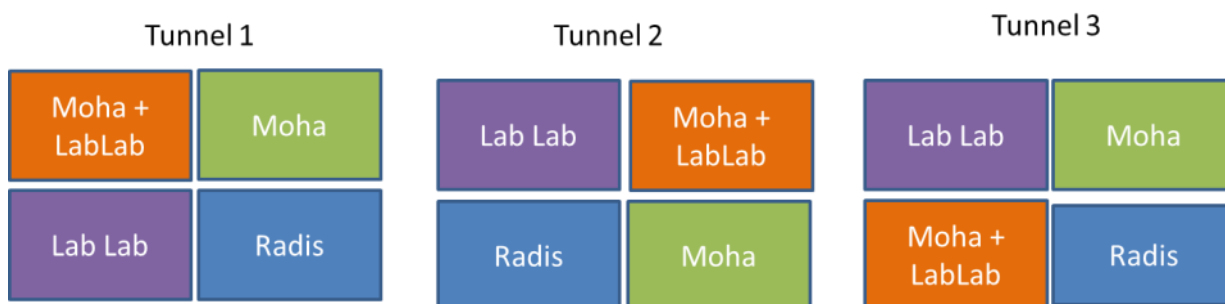 Tunnel 1
Moha +
LabLab
Moha
Lab Lab
Radis
Tunnel 2
Lab Lab
Moha +
LabLab
Radis
Moha
Tunnel 3
Lab Lab
Moha
Moha +
LabLab
Radis